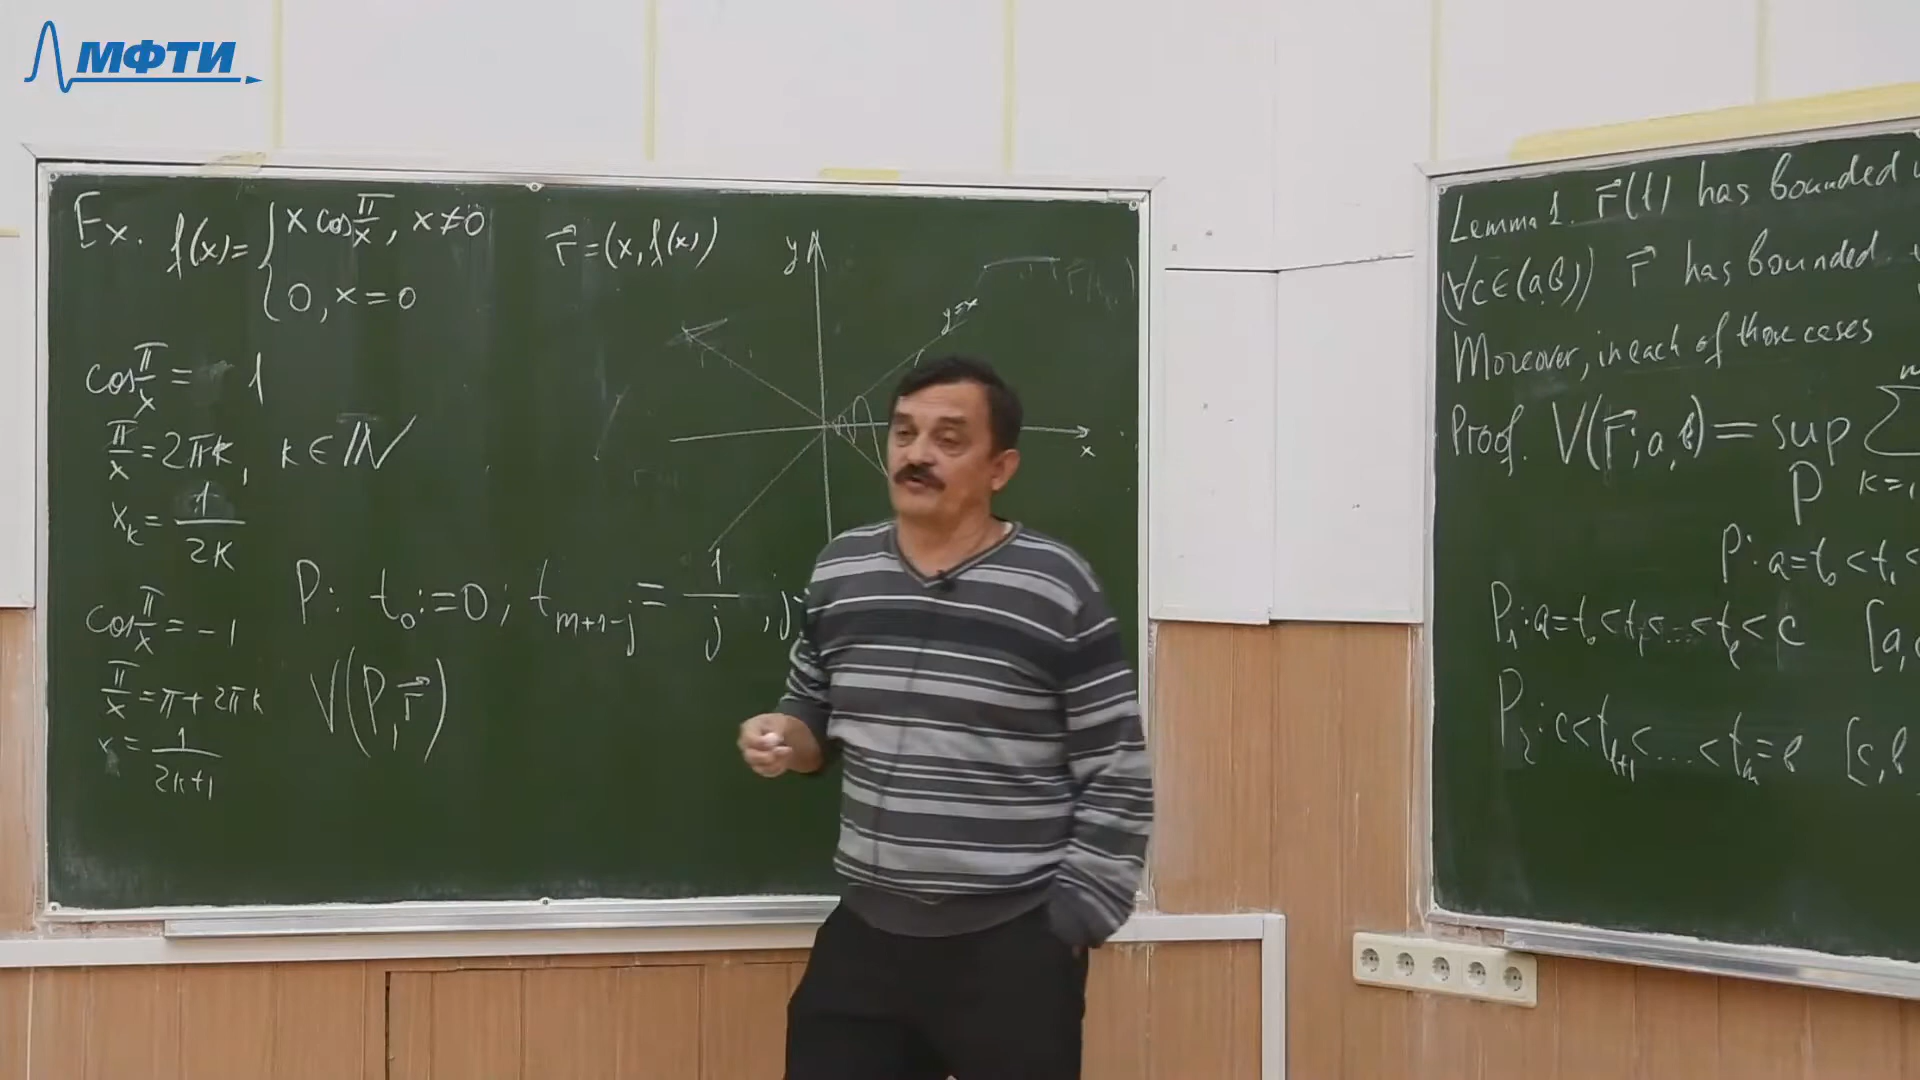 МФТИ
Ex. f(x)= { x cos π/x, x≠0
0, x=0
r⃗=(x, f(x))
y
y=x
x
cos π/x = 1
π/x = 2πk, k∈ℕ
x_k = 1/2k
P: t_0:=0; t_{m+1-j} = 1/j, j
cos π/x = -1
π/x = π+2πk
x = 1/2k+1
V(P, r⃗)
Lemma 1. r⃗(t) has bounded
(∀c∈(a,b)) r⃗ has bounded
Moreover, in each of those cases
Proof. V(r⃗; a, b) = sup Σ
P k=1
P: a=t_0<t_1<
P_1: a=t_0<t_1<...<t_ℓ<c [a,c
P_2: c<t_{ℓ+1}<...<t_m=b [c,b